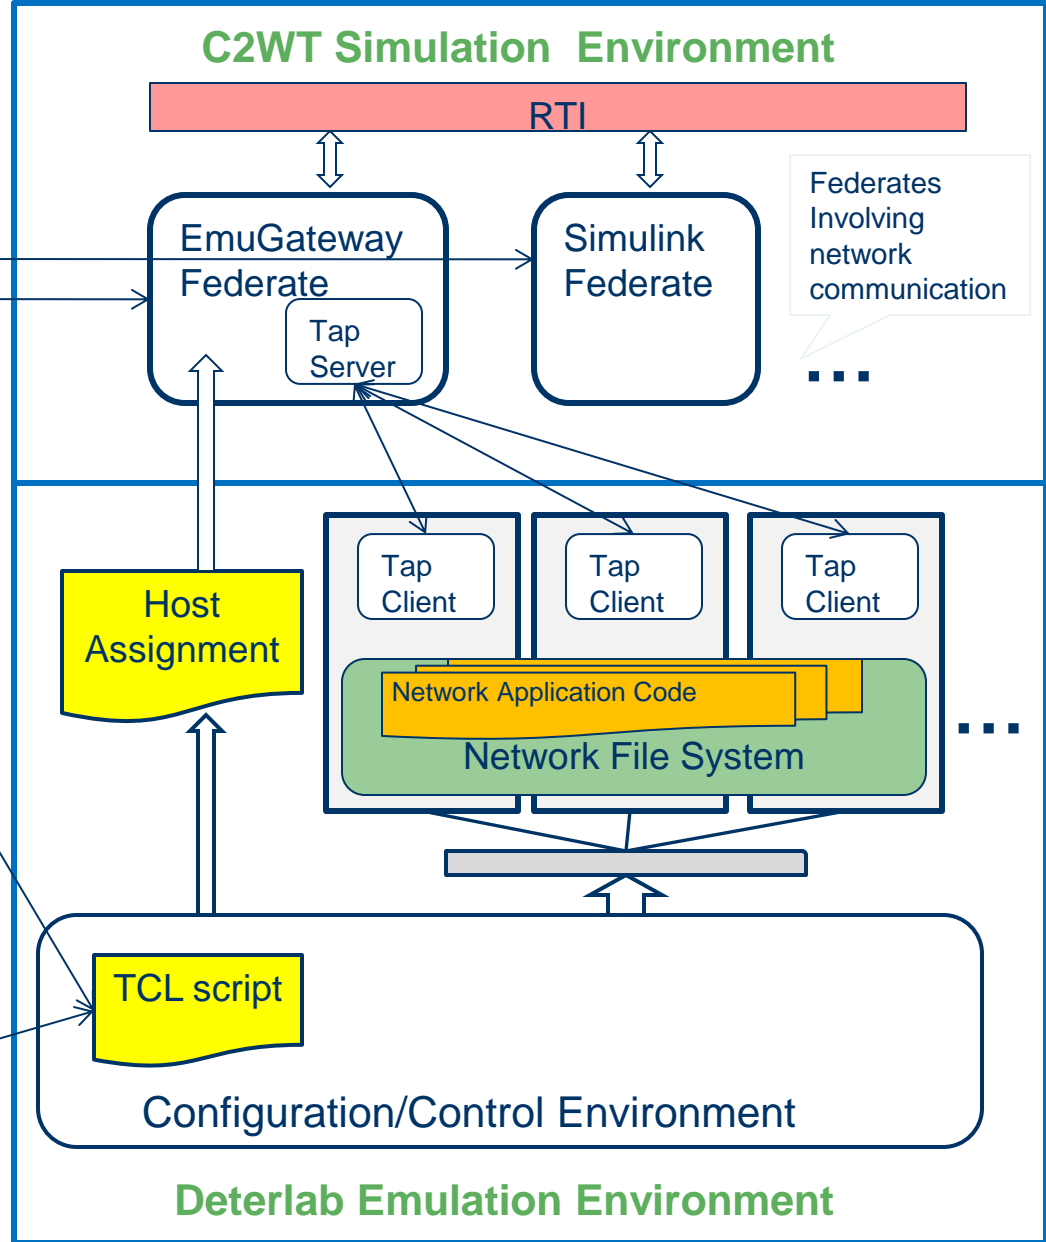 C2WT Simulation Environment
RTI
EmuGateway
Federate
Tap
Server
Simulink
Federate
Federates
Involving
network
communication
...
Tap
Client
Tap
Client
Tap
Client
Host
Assignment
Network Application Code
Network File System
...
TCL script
Configuration/Control Environment
Deterlab Emulation Environment